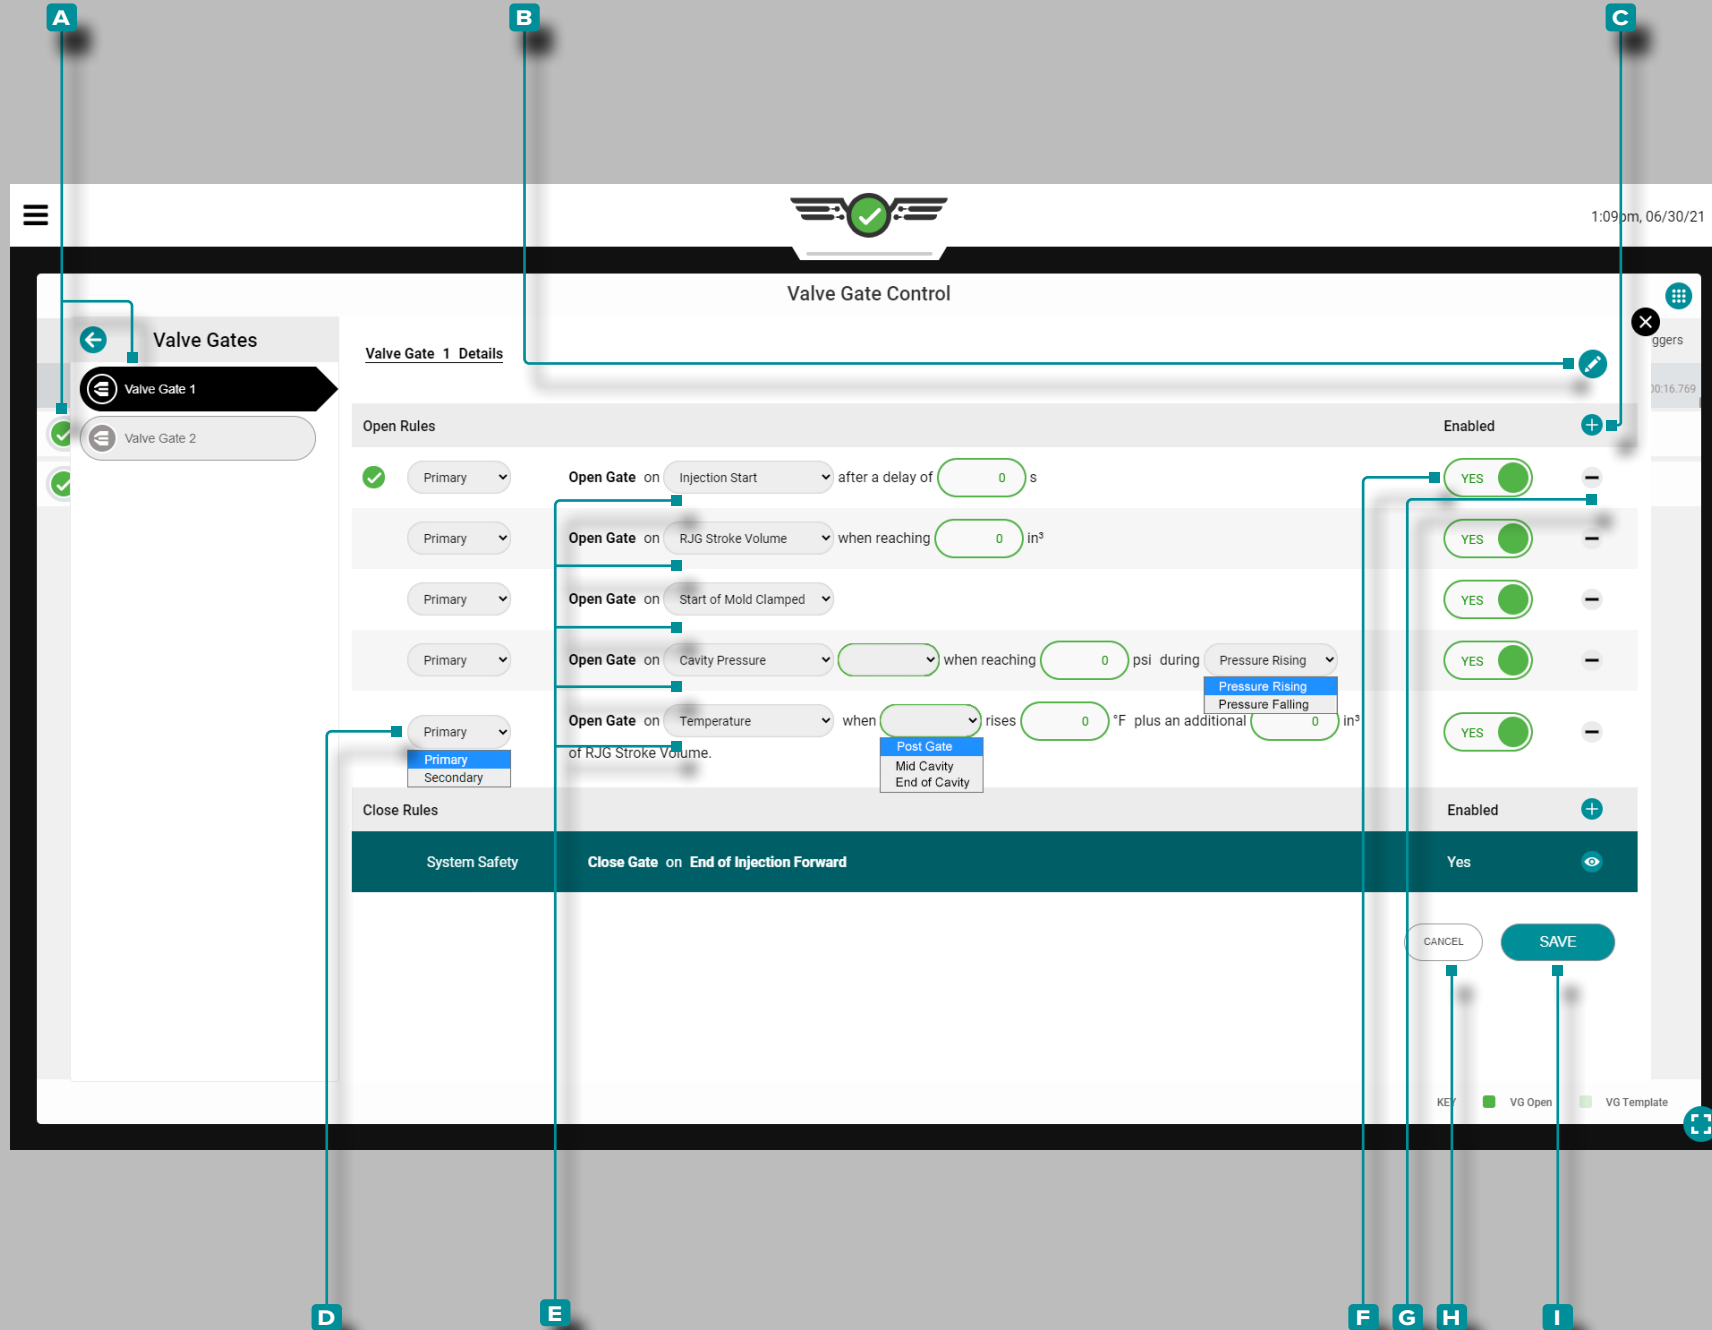 A B C
1:09pm, 06/30/21
Valve Gate Control
Valve Gates
Valve Gate 1 Details
ggers
Valve Gate 1
00:16.769
Valve Gate 2
Open Rules Enabled
Primary Open Gate on Injection Start after a delay of 0 s YES
Primary Open Gate on RJG Stroke Volume when reaching 0 in³ YES
Primary Open Gate on Start of Mold Clamped YES
Primary Open Gate on Cavity Pressure when reaching 0 psi during Pressure Rising YES
Pressure Rising
Pressure Falling
Primary Open Gate on Temperature when rises 0 °F plus an additional 0 in³ YES
of RJG Stroke Volume.
Primary
Secondary
Post Gate
Mid Cavity
End of Cavity
Close Rules Enabled
System Safety Close Gate on End of Injection Forward Yes
CANCEL SAVE
KEY VG Open VG Template
D E F G H I